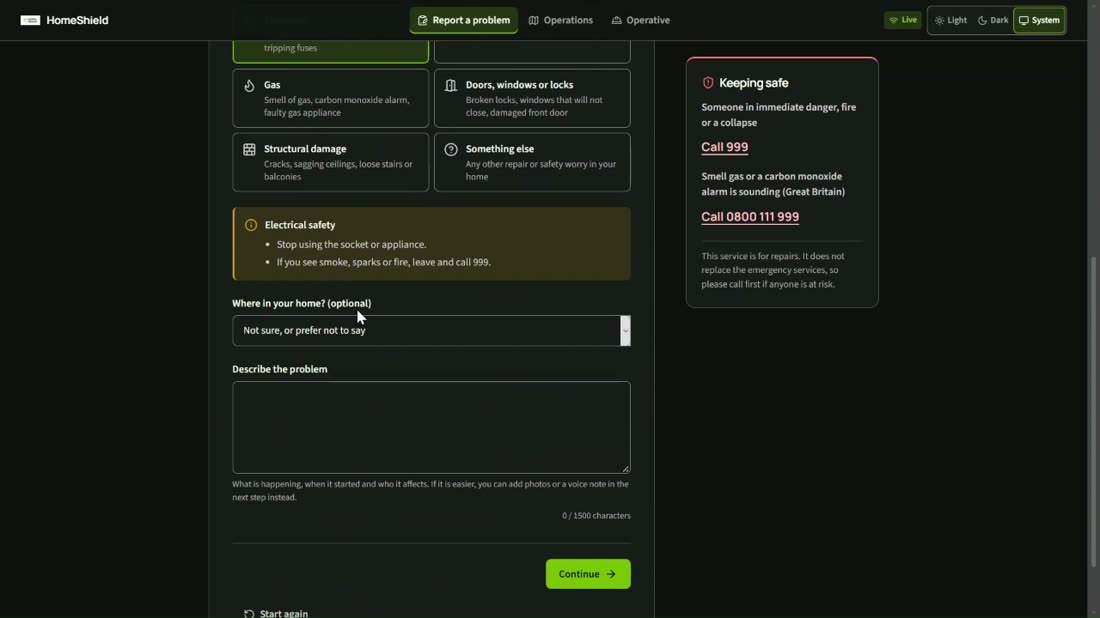 HomeShield
Report a problem
Operations
Operative
Live
Light
Dark
System
tripping fuses
Gas
Smell of gas, carbon monoxide alarm,
faulty gas appliance
Doors, windows or locks
Broken locks, windows that will not
close, damaged front door
Structural damage
Cracks, sagging ceilings, loose stairs or
balconies
Something else
Any other repair or safety worry in your
home
Electrical safety
• Stop using the socket or appliance.
• If you see smoke, sparks or fire, leave and call 999.
Where in your home? (optional)
Not sure, or prefer not to say
Describe the problem
What is happening, when it started and who it affects. If it is easier, you can add photos or a voice note in the
next step instead.
0 / 1500 characters
Continue
Start again
Keeping safe
Someone in immediate danger, fire
or a collapse
Call 999
Smell gas or a carbon monoxide
alarm is sounding (Great Britain)
Call 0800 111 999
This service is for repairs. It does not
replace the emergency services, so
please call first if anyone is at risk.